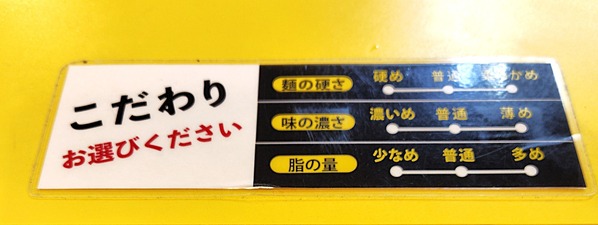 こだわり
お選びください
麺の硬さ 硬め 普通
味の濃さ 濃いめ 普通 薄め
脂の量 少なめ 普通 多め